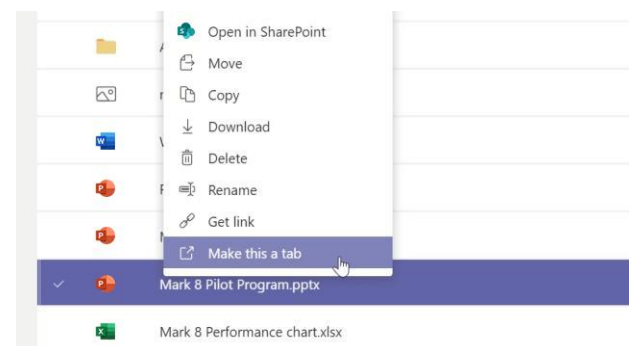 Open in SharePoint
Move
Copy
Download
Delete
Rename
Get link
Make this a tab
Mark 8 Pilot Program.pptx
Mark 8 Performance chart.xlsx